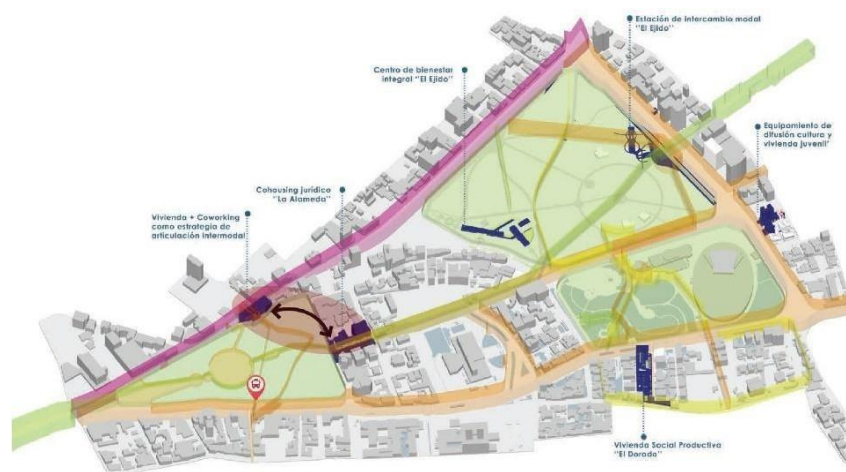 Estación de intercambio modal
"El Ejido"
Centro de bienestar
integral "El Ejido"
Equipamiento de
difusión cultura y
vivienda juvenil"
Cohousing jurídico
"La Alameda"
Vivienda + Coworking
como estrategia de
articulación intermodal
Vivienda Social Productiva
"El Dorado"